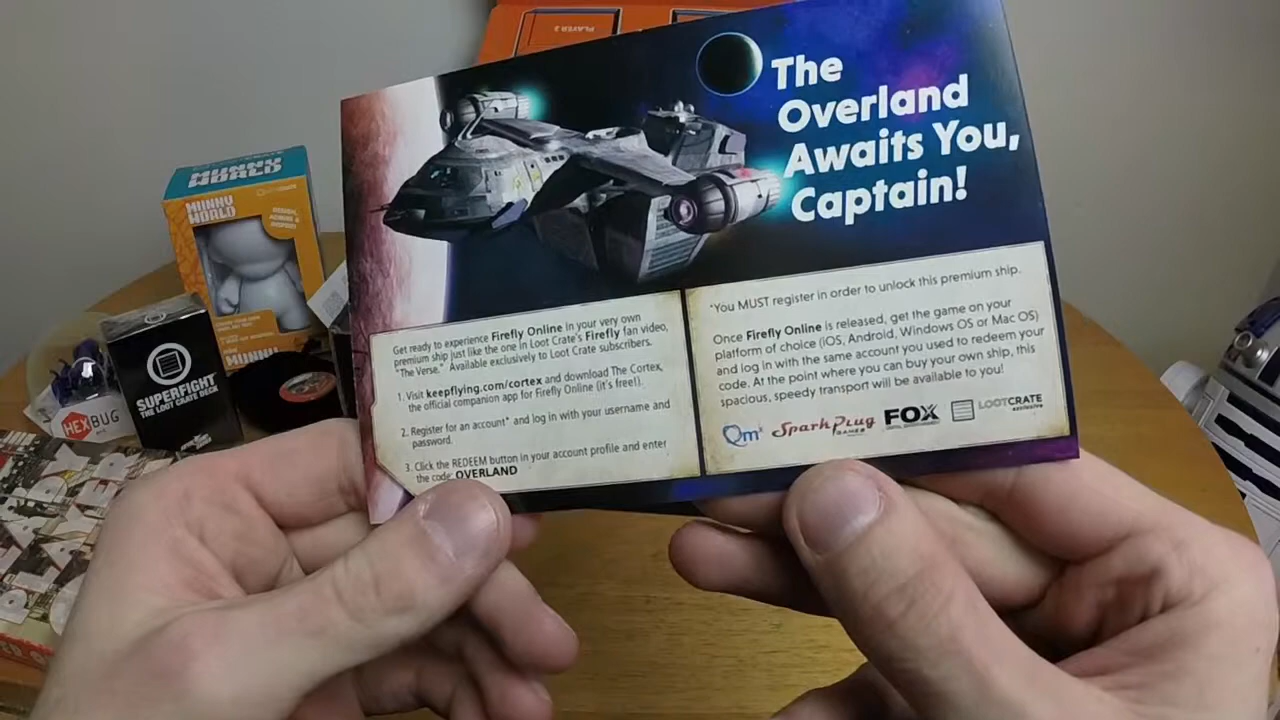 PLAYER 2
The
Overland
Awaits You,
Captain!
MUNNY
WORLD
MUNNY
WORLD
MUNNY
HEXBUG
SUPERFIGHT
THE LOOT CRATE DECK
Get ready to experience Firefly Online in your very own
premium ship just like the one in Loot Crate's Firefly fan video,
"The Verse." Available exclusively to Loot Crate subscribers.
1. Visit keepflying.com/cortex and download The Cortex,
the official companion app for Firefly Online (it's free!).
2. Register for an account* and log in with your username and
password.
3. Click the REDEEM button in your account profile and enter
the code: OVERLAND
*You MUST register in order to unlock this premium ship.
Once Firefly Online is released, get the game on your
platform of choice (iOS, Android, Windows OS or Mac OS)
and log in with the same account you used to redeem your
code. At the point where you can buy your own ship, this
spacious, speedy transport will be available to you!
Qmx SparkPlug GAMES FOX LOOTCRATE exclusive